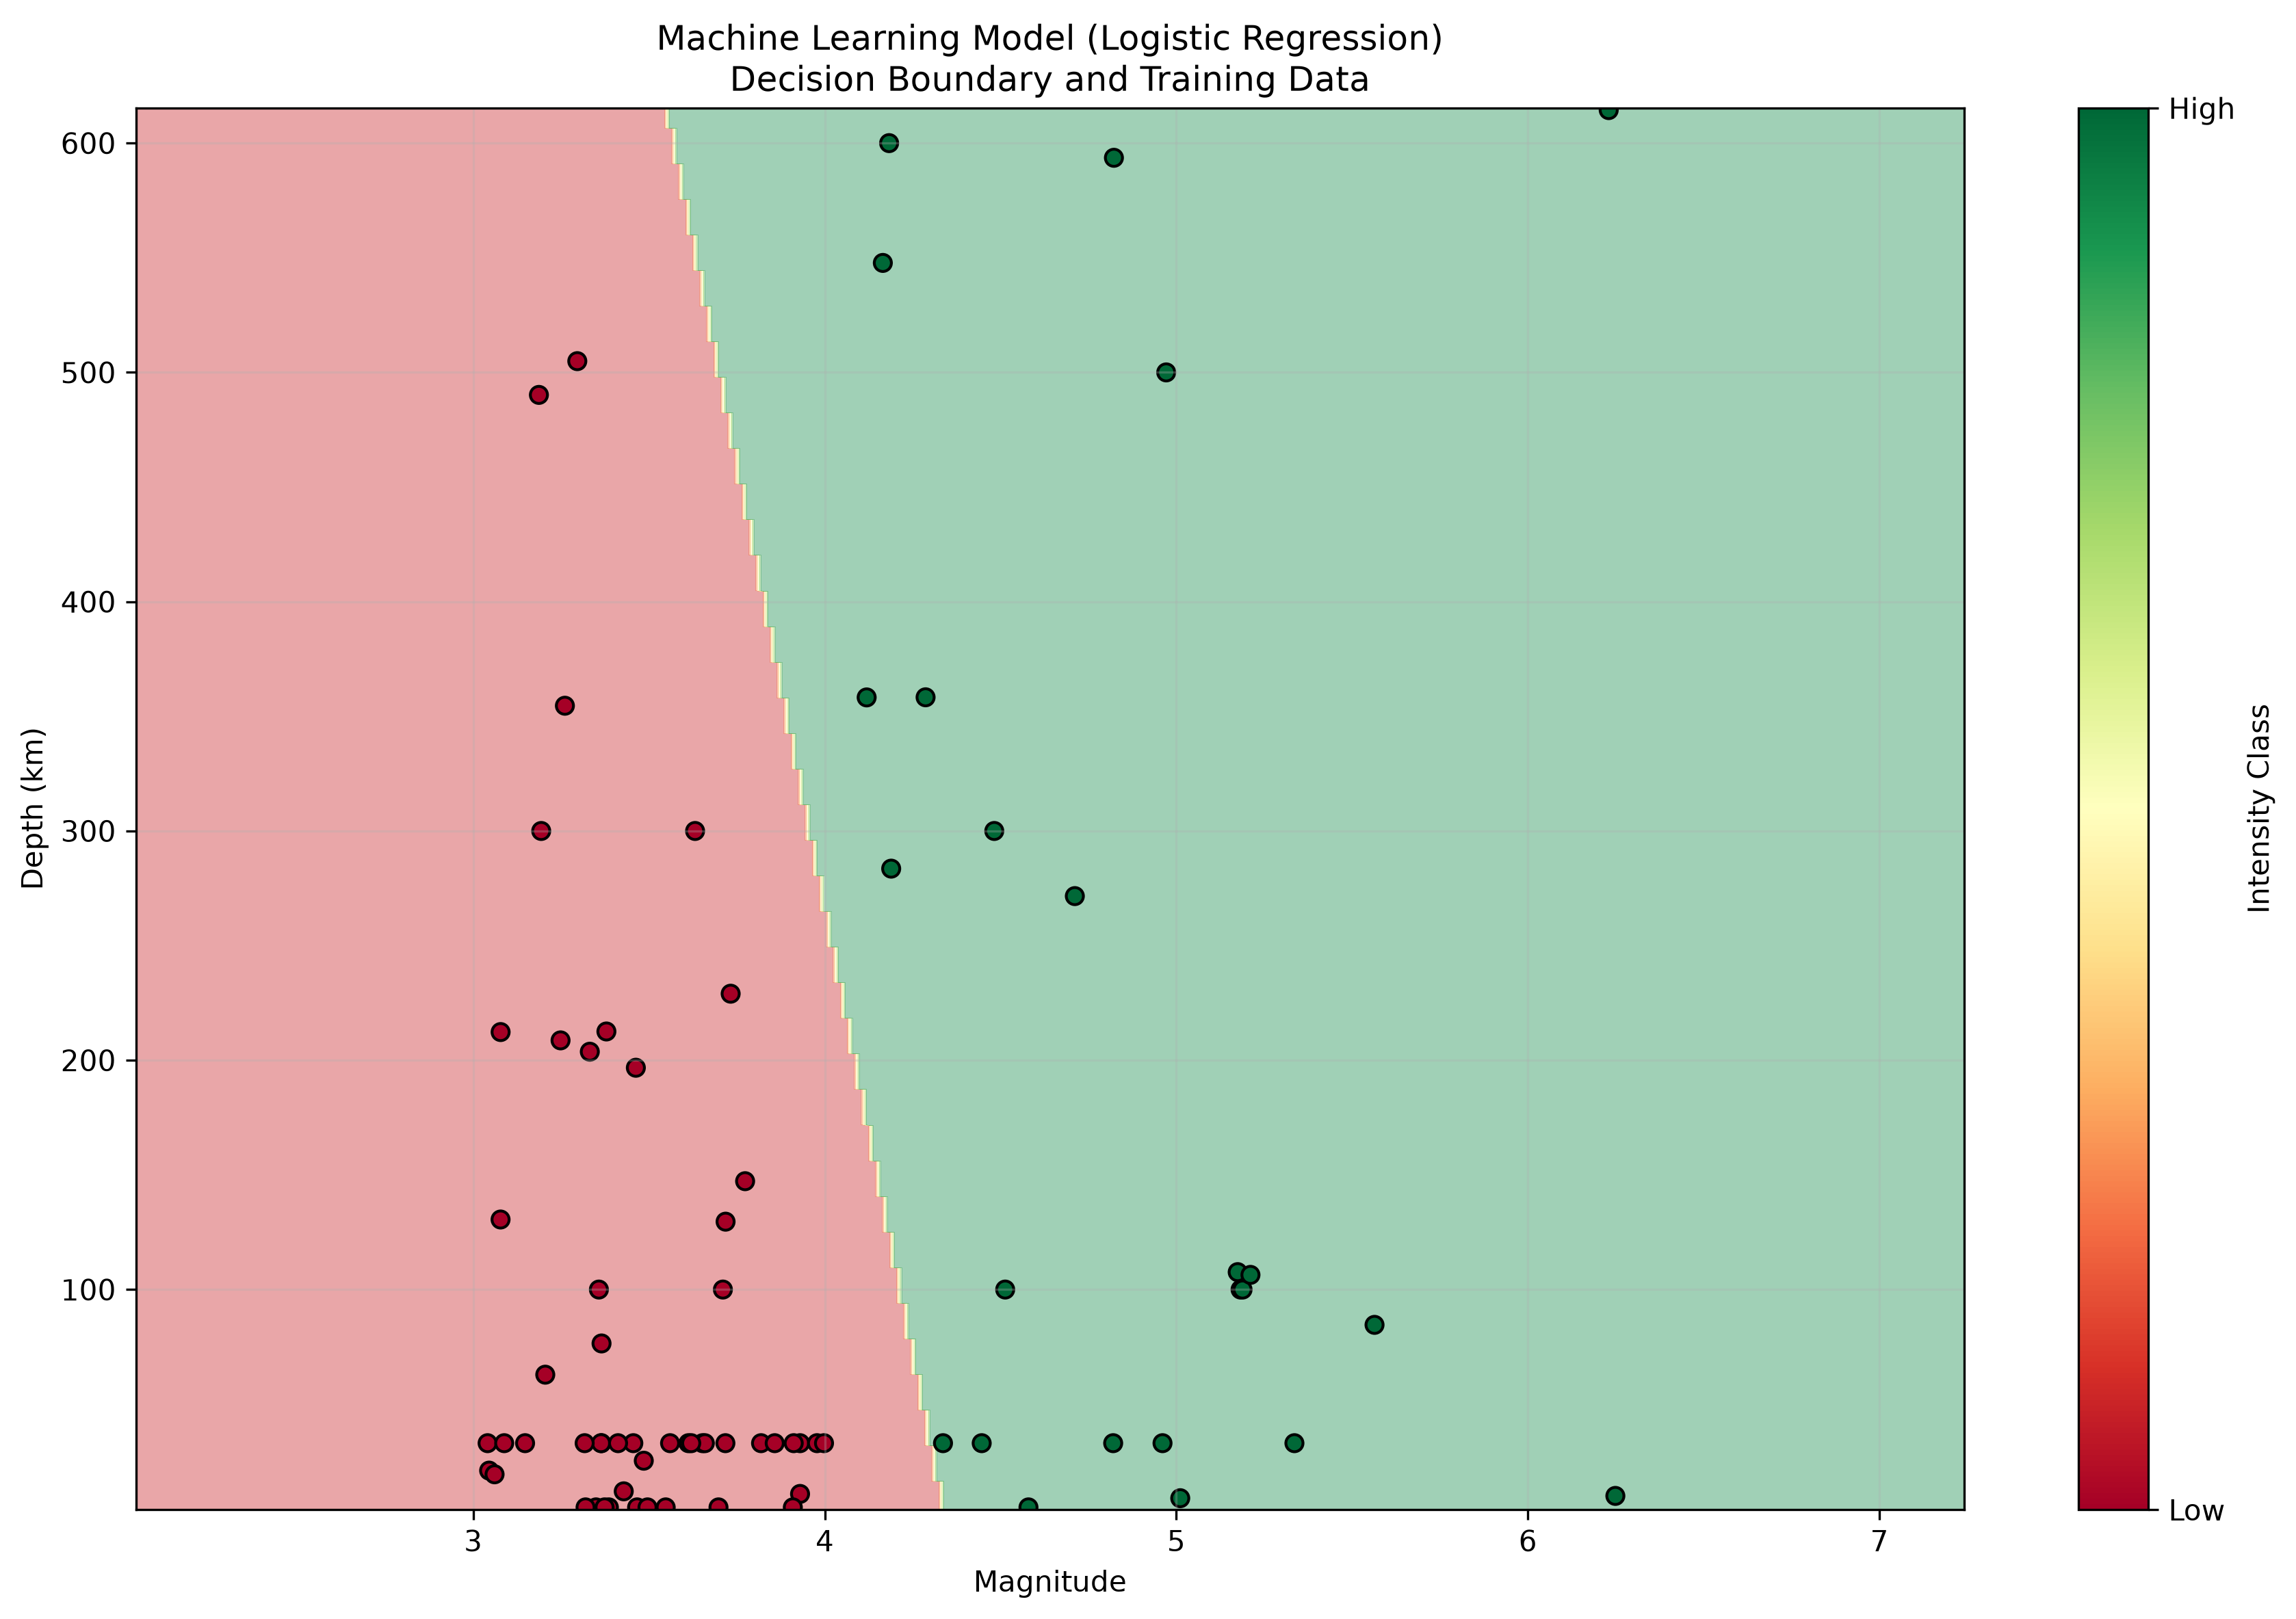 Machine Learning Model (Logistic Regression)
Decision Boundary and Training Data
High
600
500
400
300
200
100
Depth (km)
Intensity Class
Low
3
4
5
6
7
Magnitude